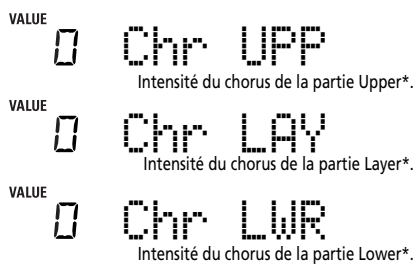 VALUE
0 Chr UPP
Intensité du chorus de la partie Upper*.
VALUE
0 Chr LAY
Intensité du chorus de la partie Layer*.
VALUE
0 Chr LWR
Intensité du chorus de la partie Lower*.